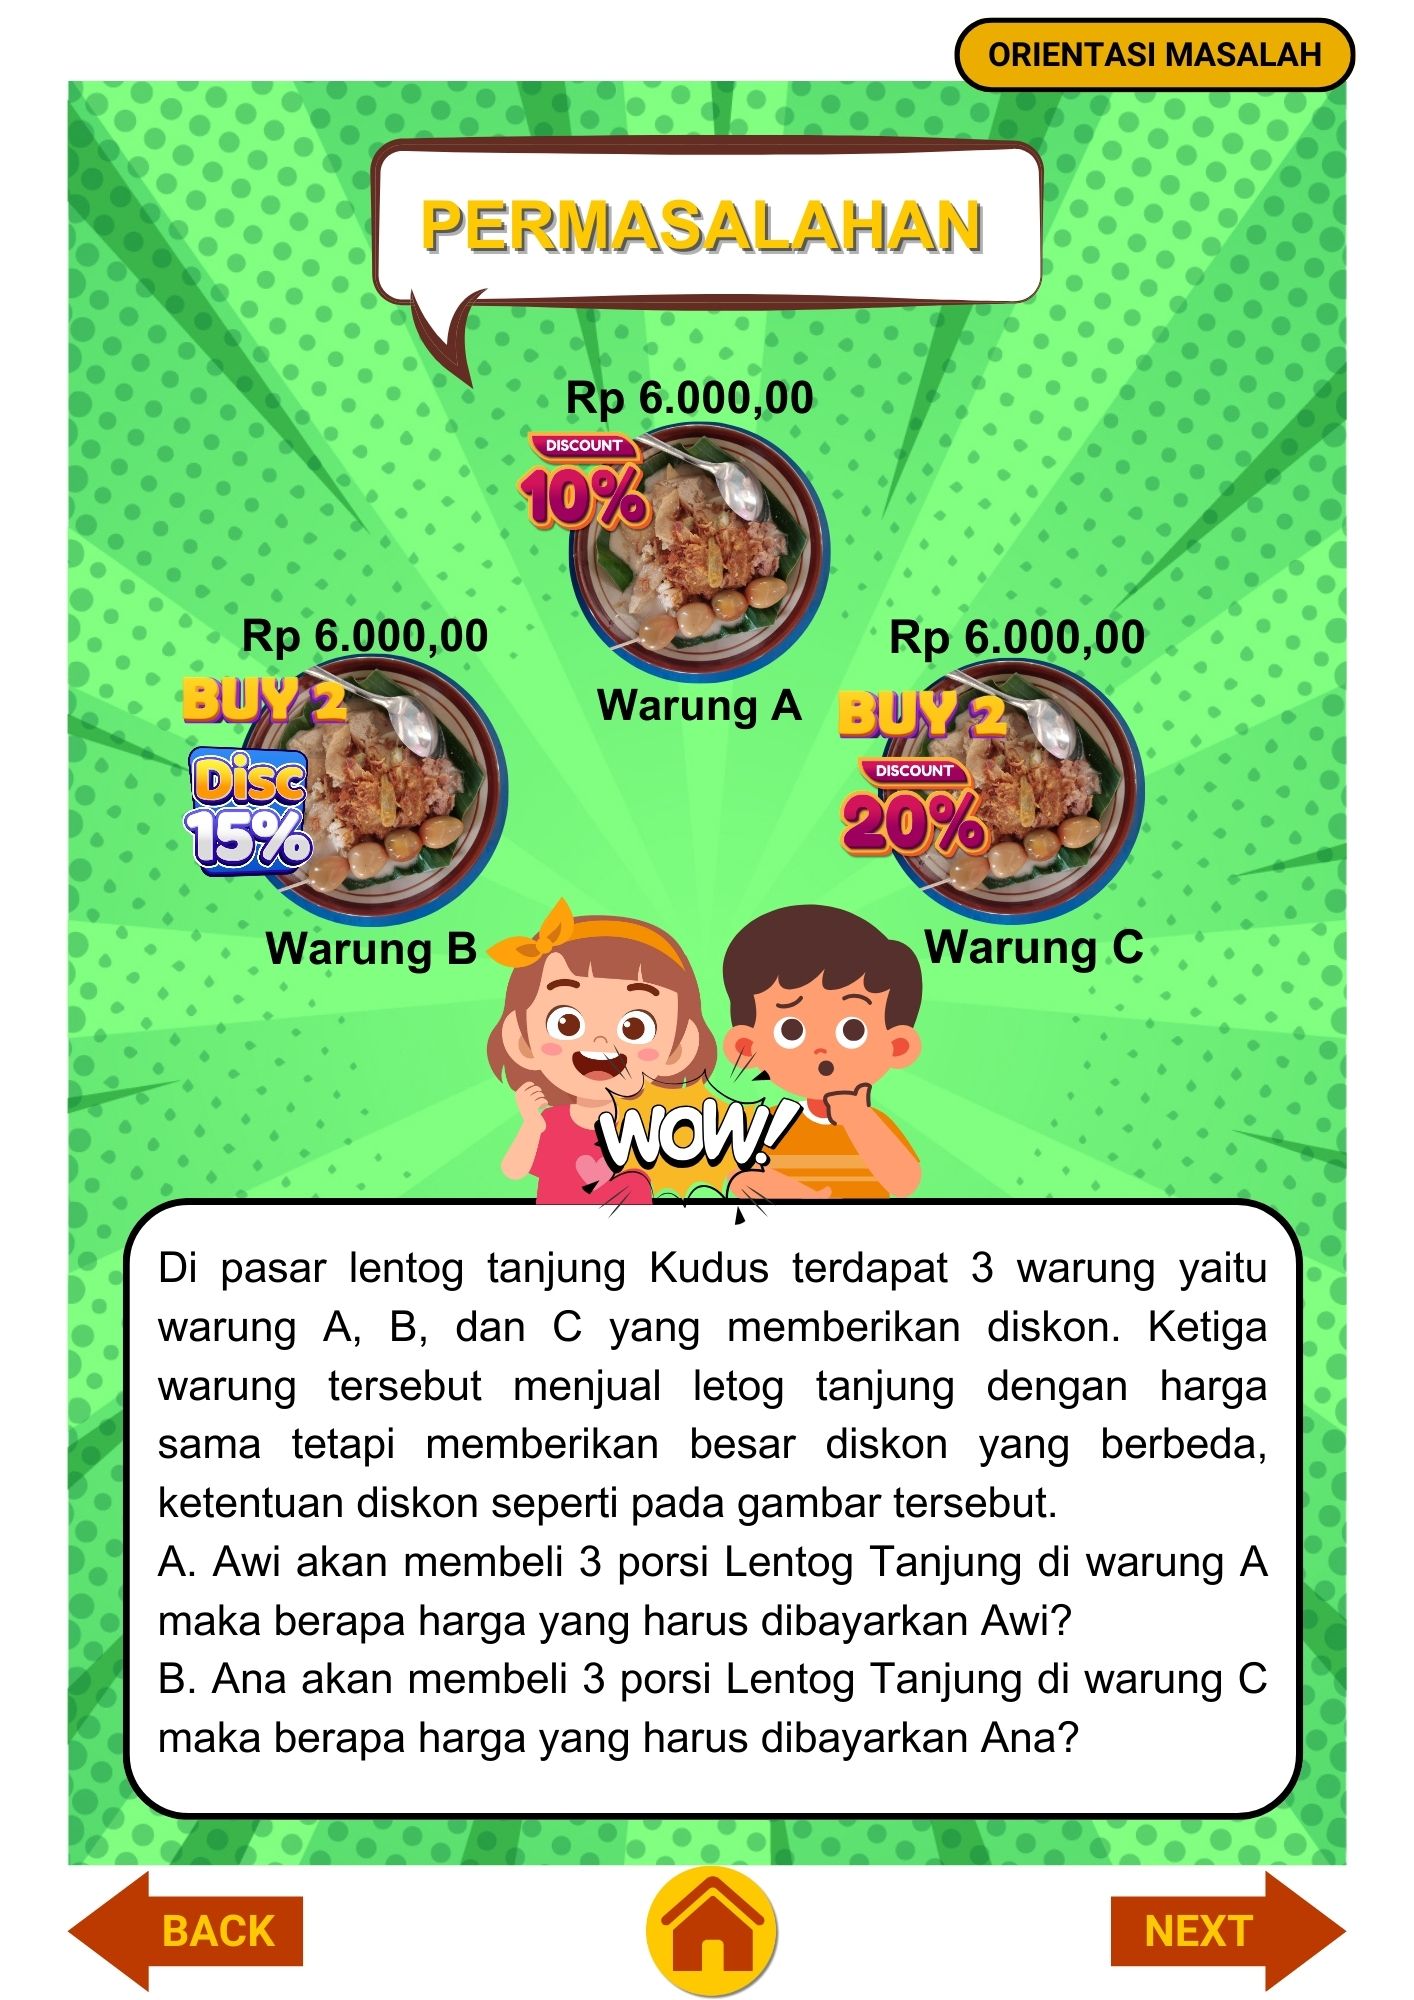 ORIENTASI MASALAH
PERMASALAHAN
Rp 6.000,00
DISCOUNT
10%
Warung A
Rp 6.000,00
BUY 2
Disc
15%
Warung B
Rp 6.000,00
BUY 2
DISCOUNT
20%
Warung C
WOW!
Di pasar lentog tanjung Kudus terdapat 3 warung yaitu
warung A, B, dan C yang memberikan diskon. Ketiga
warung tersebut menjual letog tanjung dengan harga
sama tetapi memberikan besar diskon yang berbeda,
ketentuan diskon seperti pada gambar tersebut.
A. Awi akan membeli 3 porsi Lentog Tanjung di warung A
maka berapa harga yang harus dibayarkan Awi?
B. Ana akan membeli 3 porsi Lentog Tanjung di warung C
maka berapa harga yang harus dibayarkan Ana?
BACK
NEXT